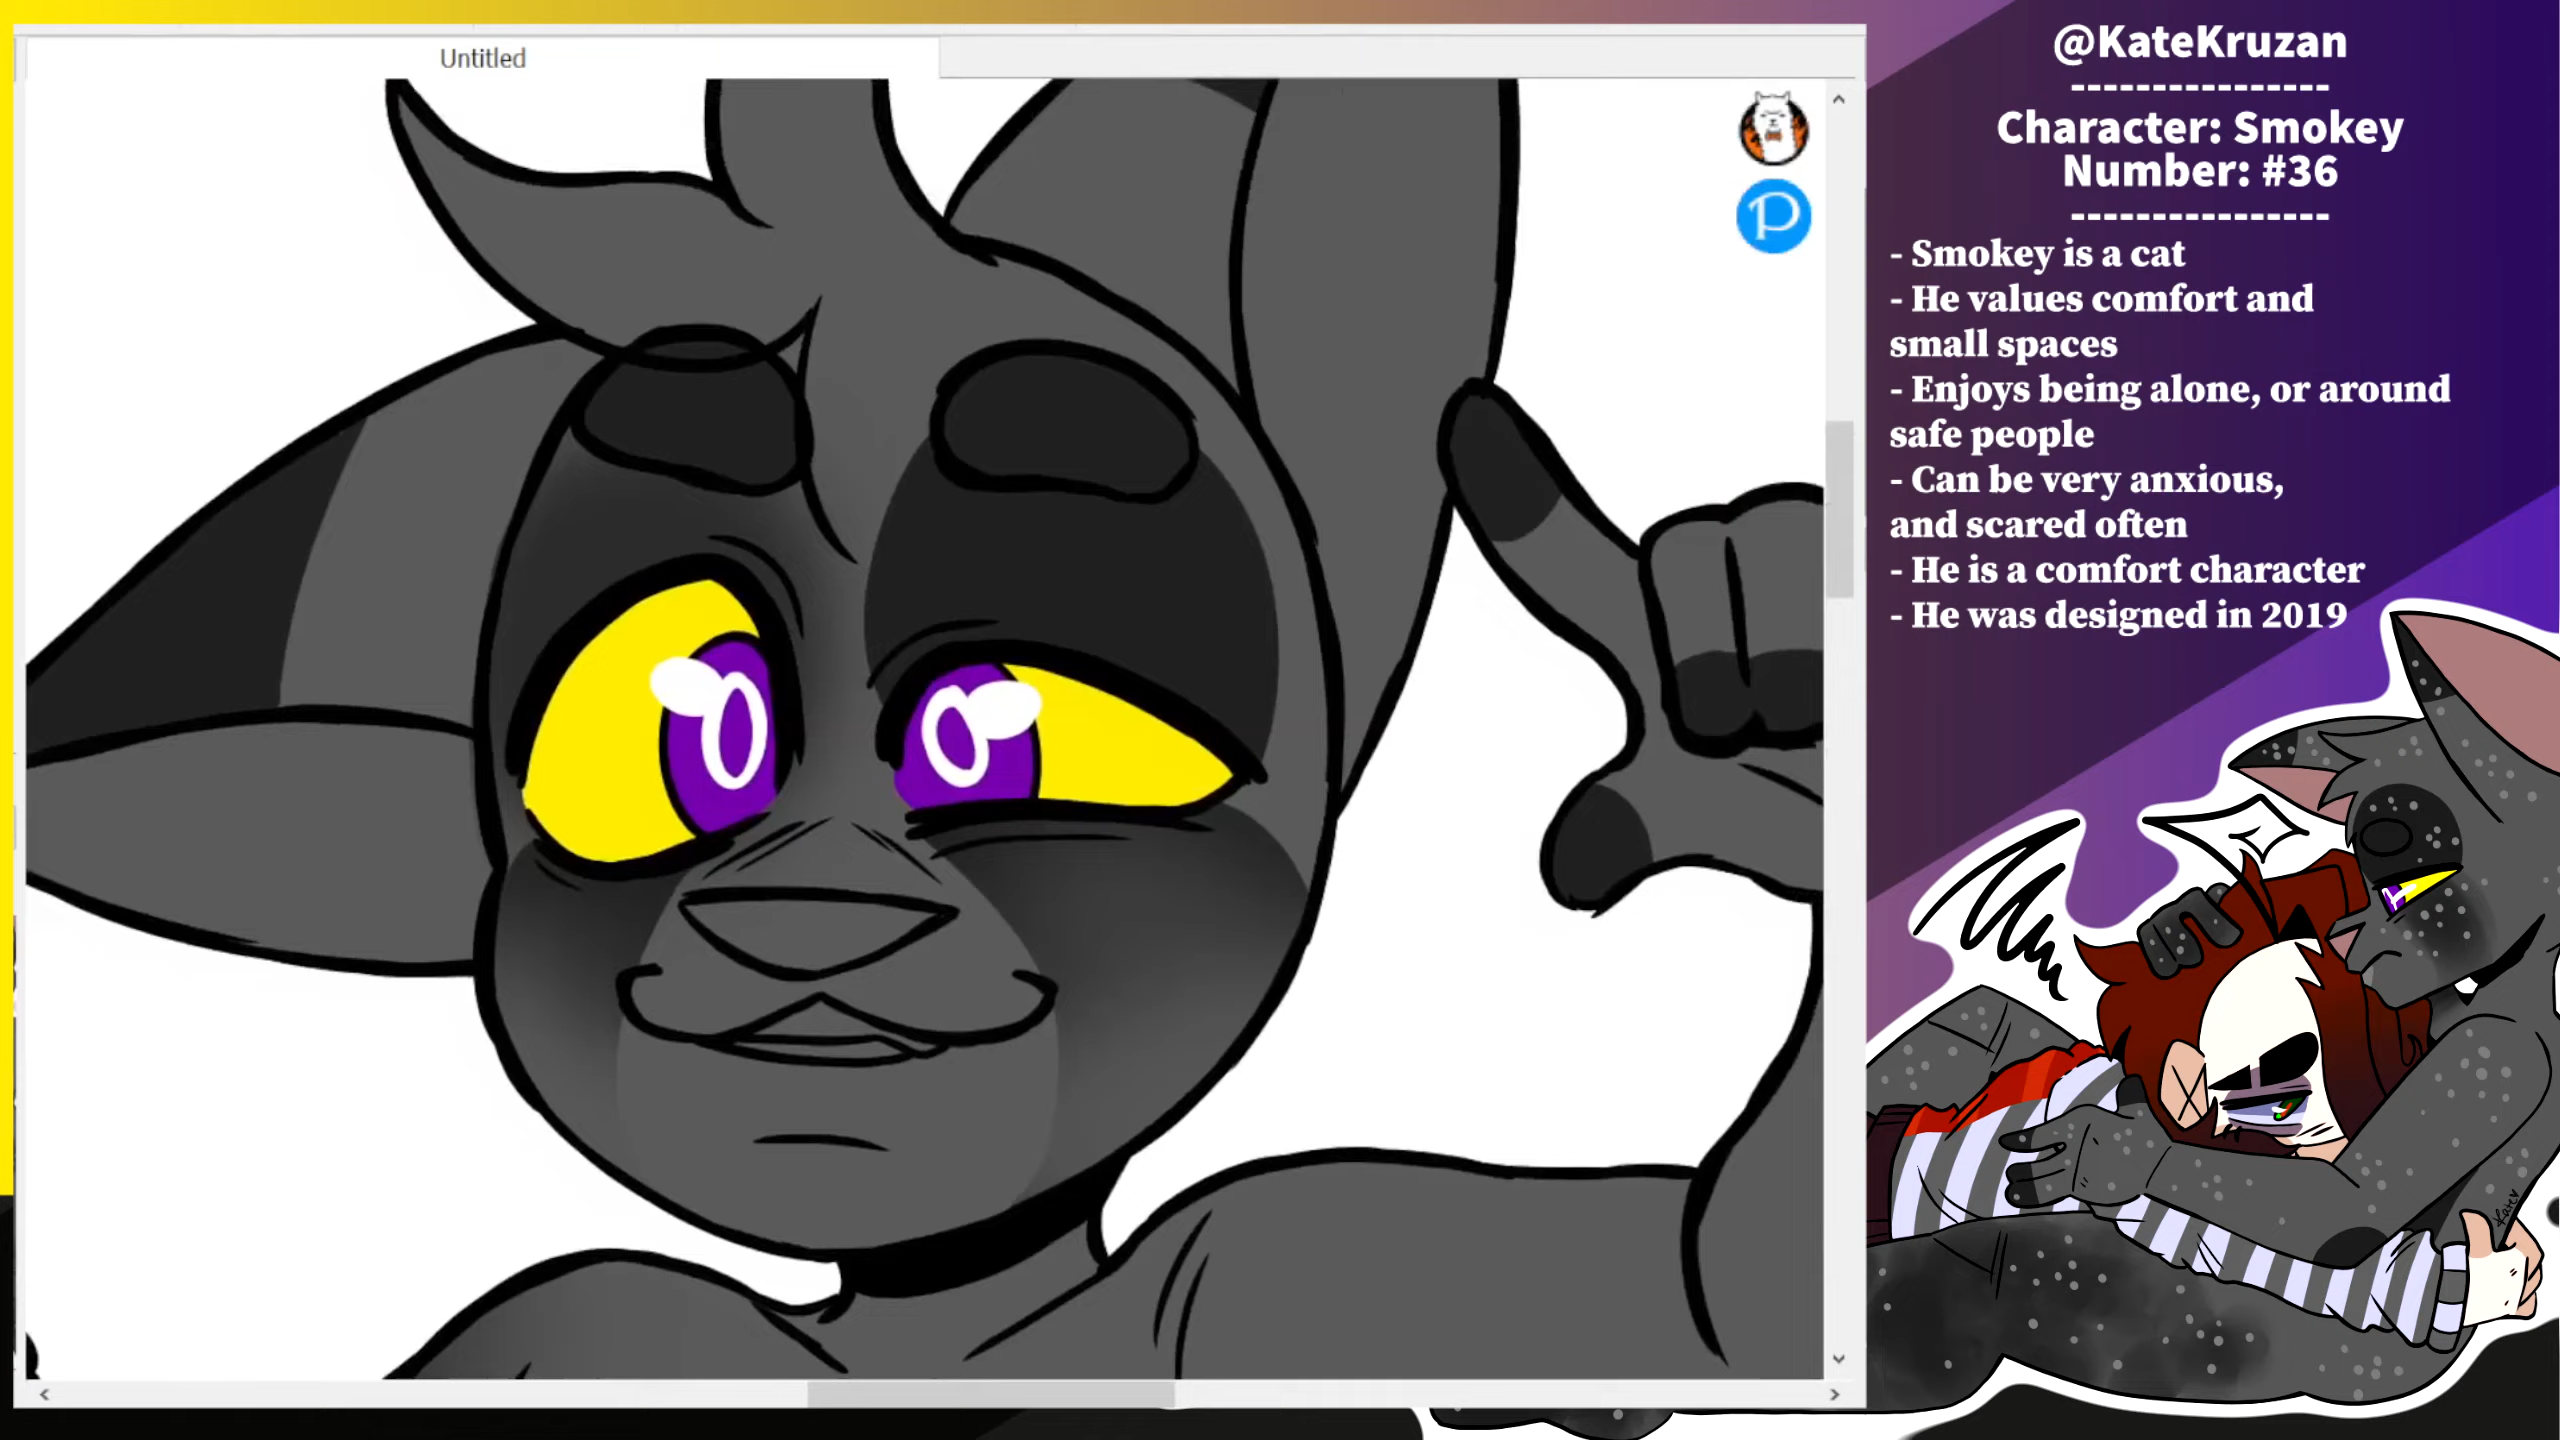 Untitled
@KateKruzan
----------------
Character: Smokey
Number: #36
----------------
- Smokey is a cat
- He values comfort and
small spaces
- Enjoys being alone, or around
safe people
- Can be very anxious,
and scared often
- He is a comfort character
- He was designed in 2019
P